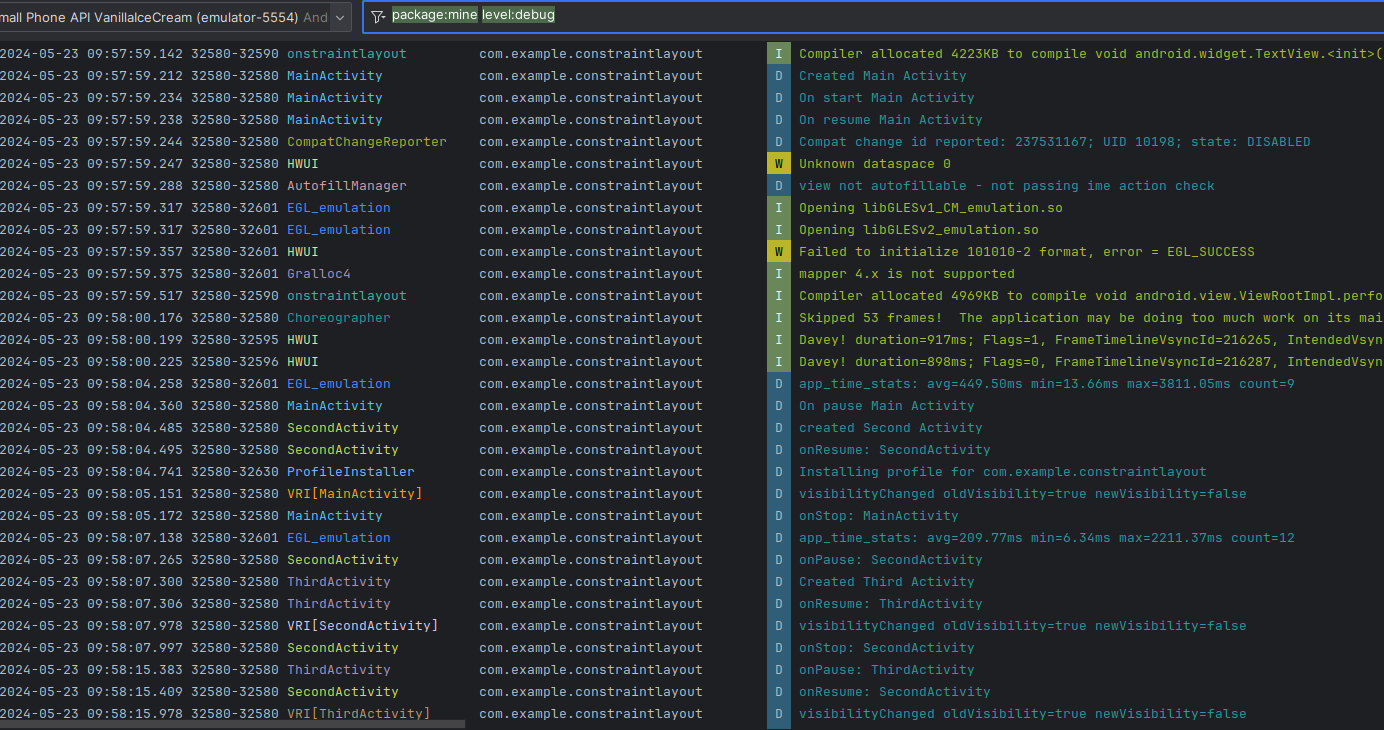 mall Phone API VanillaIceCream (emulator-5554) And package:mine level:debug
2024-05-23 09:57:59.142 32580-32590 onstraintlayout com.example.constraintlayout I Compiler allocated 4223KB to compile void android.widget.TextView.<init>(
2024-05-23 09:57:59.212 32580-32580 MainActivity com.example.constraintlayout D Created Main Activity
2024-05-23 09:57:59.234 32580-32580 MainActivity com.example.constraintlayout D On start Main Activity
2024-05-23 09:57:59.238 32580-32580 MainActivity com.example.constraintlayout D On resume Main Activity
2024-05-23 09:57:59.244 32580-32580 CompatChangeReporter com.example.constraintlayout D Compat change id reported: 237531167; UID 10198; state: DISABLED
2024-05-23 09:57:59.247 32580-32580 HWUI com.example.constraintlayout W Unknown dataspace 0
2024-05-23 09:57:59.288 32580-32580 AutofillManager com.example.constraintlayout D view not autofillable - not passing ime action check
2024-05-23 09:57:59.317 32580-32601 EGL_emulation com.example.constraintlayout I Opening libGLESv1_CM_emulation.so
2024-05-23 09:57:59.317 32580-32601 EGL_emulation com.example.constraintlayout I Opening libGLESv2_emulation.so
2024-05-23 09:57:59.357 32580-32601 HWUI com.example.constraintlayout W Failed to initialize 101010-2 format, error = EGL_SUCCESS
2024-05-23 09:57:59.375 32580-32601 Gralloc4 com.example.constraintlayout I mapper 4.x is not supported
2024-05-23 09:57:59.517 32580-32590 onstraintlayout com.example.constraintlayout I Compiler allocated 4969KB to compile void android.view.ViewRootImpl.perfo
2024-05-23 09:58:00.176 32580-32580 Choreographer com.example.constraintlayout I Skipped 53 frames!  The application may be doing too much work on its mai
2024-05-23 09:58:00.199 32580-32595 HWUI com.example.constraintlayout I Davey! duration=917ms; Flags=1, FrameTimelineVsyncId=216265, IntendedVsyn
2024-05-23 09:58:00.225 32580-32596 HWUI com.example.constraintlayout I Davey! duration=898ms; Flags=0, FrameTimelineVsyncId=216287, IntendedVsyn
2024-05-23 09:58:04.258 32580-32601 EGL_emulation com.example.constraintlayout D app_time_stats: avg=449.50ms min=13.66ms max=3811.05ms count=9
2024-05-23 09:58:04.360 32580-32580 MainActivity com.example.constraintlayout D On pause Main Activity
2024-05-23 09:58:04.485 32580-32580 SecondActivity com.example.constraintlayout D created Second Activity
2024-05-23 09:58:04.495 32580-32580 SecondActivity com.example.constraintlayout D onResume: SecondActivity
2024-05-23 09:58:04.741 32580-32630 ProfileInstaller com.example.constraintlayout D Installing profile for com.example.constraintlayout
2024-05-23 09:58:05.151 32580-32580 VRI[MainActivity] com.example.constraintlayout D visibilityChanged oldVisibility=true newVisibility=false
2024-05-23 09:58:05.172 32580-32580 MainActivity com.example.constraintlayout D onStop: MainActivity
2024-05-23 09:58:07.138 32580-32601 EGL_emulation com.example.constraintlayout D app_time_stats: avg=209.77ms min=6.34ms max=2211.37ms count=12
2024-05-23 09:58:07.265 32580-32580 SecondActivity com.example.constraintlayout D onPause: SecondActivity
2024-05-23 09:58:07.300 32580-32580 ThirdActivity com.example.constraintlayout D Created Third Activity
2024-05-23 09:58:07.306 32580-32580 ThirdActivity com.example.constraintlayout D onResume: ThirdActivity
2024-05-23 09:58:07.978 32580-32580 VRI[SecondActivity] com.example.constraintlayout D visibilityChanged oldVisibility=true newVisibility=false
2024-05-23 09:58:07.997 32580-32580 SecondActivity com.example.constraintlayout D onStop: SecondActivity
2024-05-23 09:58:15.383 32580-32580 ThirdActivity com.example.constraintlayout D onPause: ThirdActivity
2024-05-23 09:58:15.409 32580-32580 SecondActivity com.example.constraintlayout D onResume: SecondActivity
2024-05-23 09:58:15.978 32580-32580 VRI[ThirdActivity] com.example.constraintlayout D visibilityChanged oldVisibility=true newVisibility=false